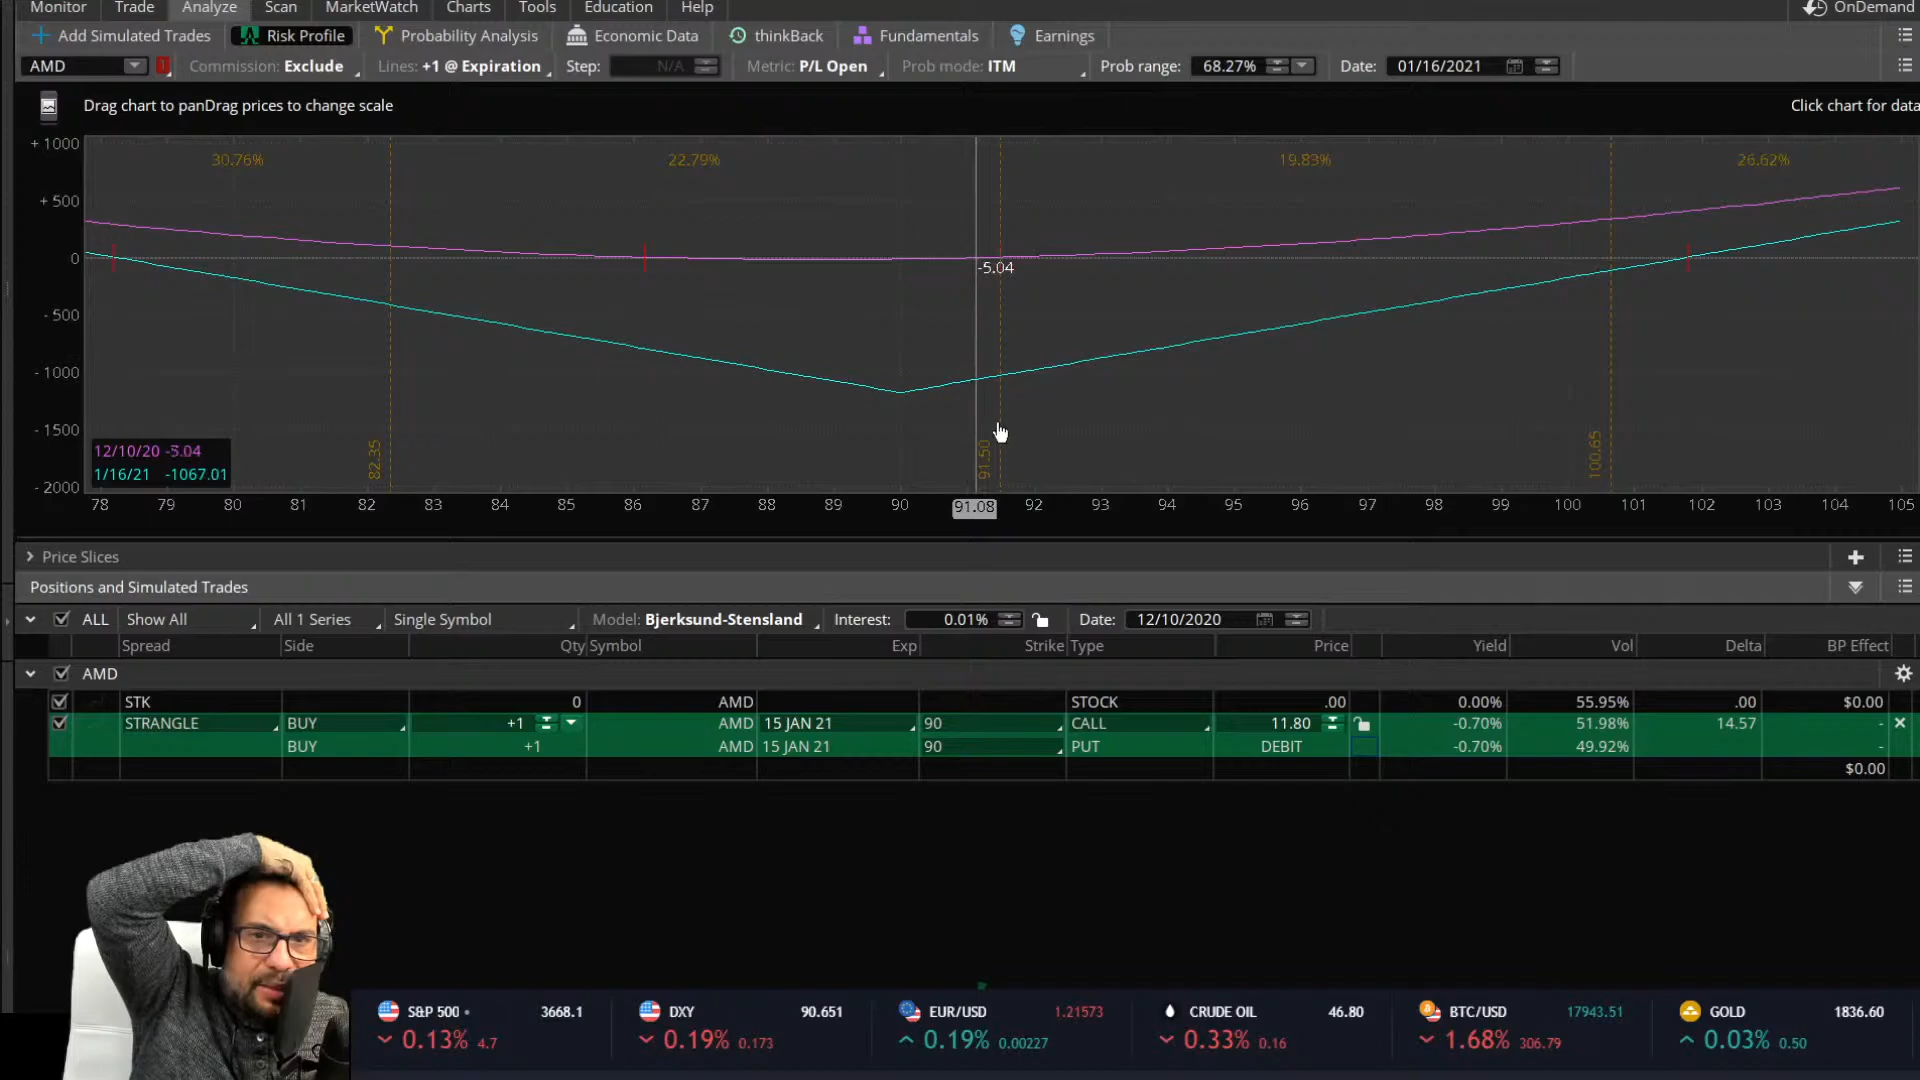 Monitor Trade Analyze Scan MarketWatch Charts Tools Education Help OnDemand
Add Simulated Trades Risk Profile Probability Analysis Economic Data thinkBack Fundamentals Earnings
AMD Commission: Exclude Lines: +1 @ Expiration Step: N/A Metric: P/L Open Prob mode: ITM Prob range: 68.27% Date: 01/16/2021
Drag chart to panDrag prices to change scale Click chart for data
+ 1000
30.76% 22.79% 19.83% 26.62%
+ 500
0
-5.04
- 500
- 1000
- 1500
82.35 91.50 100.65
12/10/20 -5.04
1/16/21 -1067.01
- 2000
78 79 80 81 82 83 84 85 86 87 88 89 90 91.08 92 93 94 95 96 97 98 99 100 101 102 103 104 105
Price Slices
Positions and Simulated Trades
ALL Show All All 1 Series Single Symbol Model: Bjerksund-Stensland Interest: 0.01% Date: 12/10/2020
Spread Side Qty Symbol Exp Strike Type Price Yield Vol Delta BP Effect
AMD
STK 0 AMD STOCK .00 0.00% 55.95% .00 $0.00
STRANGLE BUY +1 AMD 15 JAN 21 90 CALL 11.80 -0.70% 51.98% 14.57 -
BUY +1 AMD 15 JAN 21 90 PUT DEBIT -0.70% 49.92% -
$0.00
S&P 500 3668.1 DXY 90.651 EUR/USD 1.21573 CRUDE OIL 46.80 BTC/USD 17943.51 GOLD 1836.60
0.13% 4.7 0.19% 0.173 0.19% 0.00227 0.33% 0.16 1.68% 306.79 0.03% 0.50